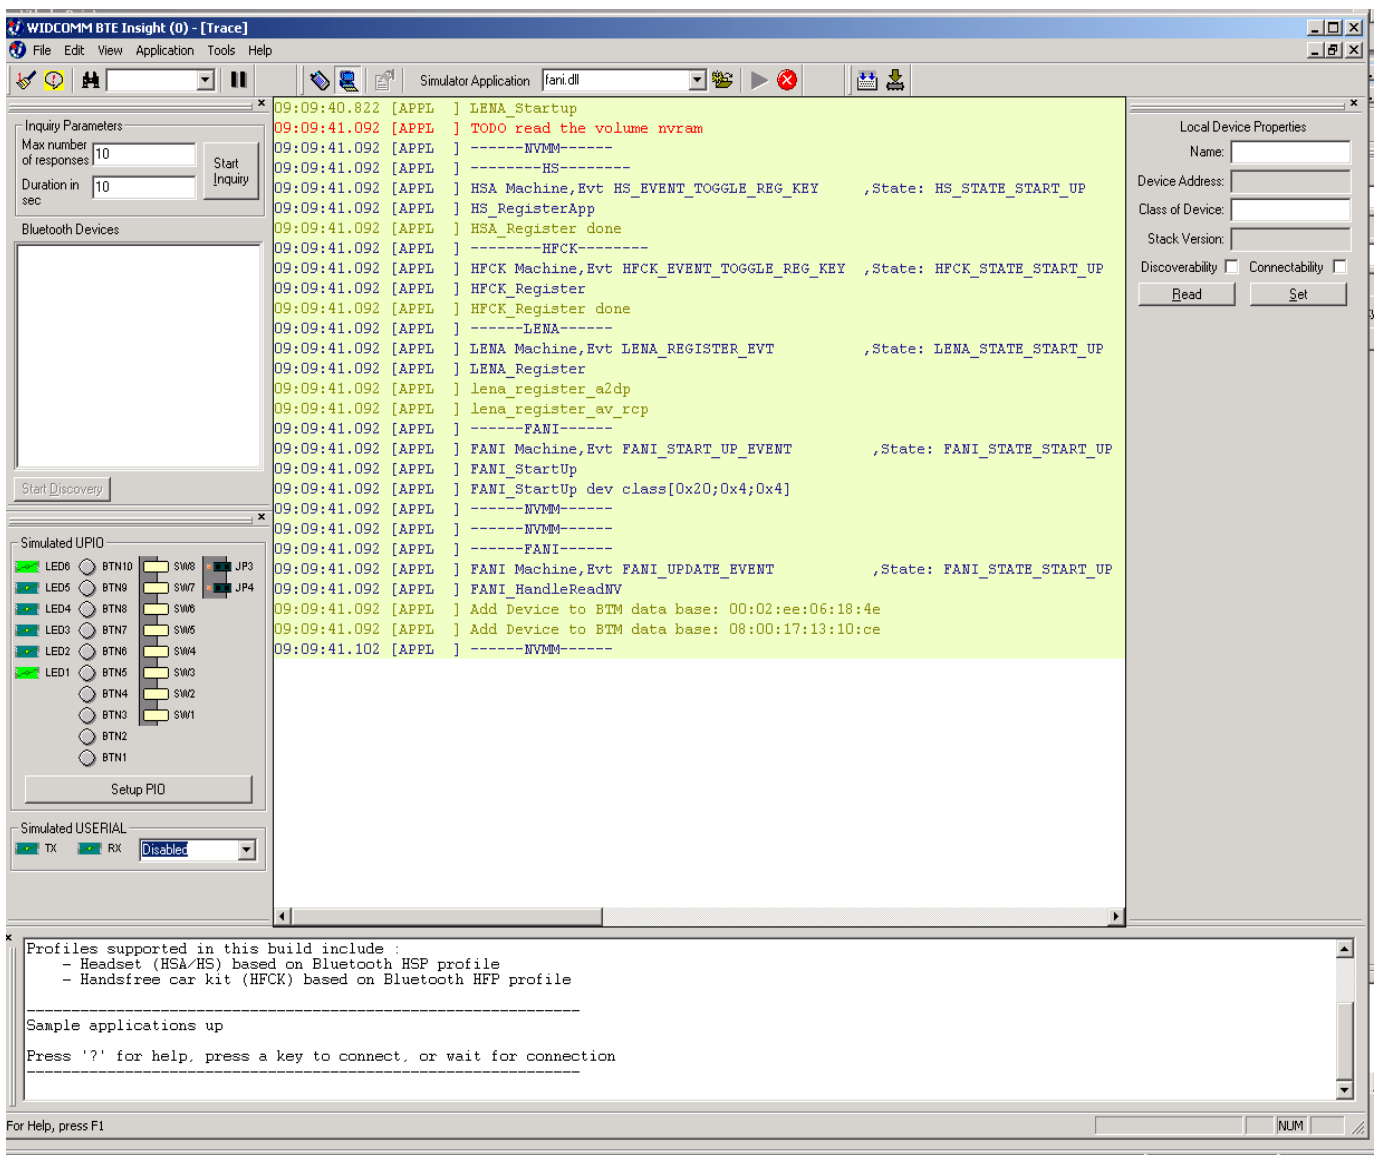 WIDCOMM BTE Insight (0) - [Trace]
File Edit View Application Tools Help
Simulator Application fani.dll
Inquiry Parameters
Max number of responses 10
Duration in sec 10
Start Inquiry
Bluetooth Devices
Start Discovery
Simulated UPIO
LED6 BTN10 SW8 JP3
LED5 BTN9 SW7 JP4
LED4 BTN8 SW6
LED3 BTN7 SW5
LED2 BTN6 SW4
LED1 BTN5 SW3
BTN4 SW2
BTN3 SW1
BTN2
BTN1
Setup PIO
Simulated USERIAL
TX RX Disabled
09:09:40.822 [APPL  ] LENA_Startup
09:09:41.092 [APPL  ] TODO read the volume nvram
09:09:41.092 [APPL  ] ------NVMM------
09:09:41.092 [APPL  ] --------HS--------
09:09:41.092 [APPL  ] HSA Machine,Evt HS_EVENT_TOGGLE_REG_KEY     ,State: HS_STATE_START_UP
09:09:41.092 [APPL  ] HS_RegisterApp
09:09:41.092 [APPL  ] HSA_Register done
09:09:41.092 [APPL  ] --------HFCK--------
09:09:41.092 [APPL  ] HFCK Machine,Evt HFCK_EVENT_TOGGLE_REG_KEY  ,State: HFCK_STATE_START_UP
09:09:41.092 [APPL  ] HFCK_Register
09:09:41.092 [APPL  ] HFCK_Register done
09:09:41.092 [APPL  ] ------LENA------
09:09:41.092 [APPL  ] LENA Machine,Evt LENA_REGISTER_EVT          ,State: LENA_STATE_START_UP
09:09:41.092 [APPL  ] LENA_Register
09:09:41.092 [APPL  ] lena_register_a2dp
09:09:41.092 [APPL  ] lena_register_av_rcp
09:09:41.092 [APPL  ] ------FANI------
09:09:41.092 [APPL  ] FANI Machine,Evt FANI_START_UP_EVENT         ,State: FANI_STATE_START_UP
09:09:41.092 [APPL  ] FANI_StartUp
09:09:41.092 [APPL  ] FANI_StartUp dev class[0x20;0x4;0x4]
09:09:41.092 [APPL  ] ------NVMM------
09:09:41.092 [APPL  ] ------NVMM------
09:09:41.092 [APPL  ] ------FANI------
09:09:41.092 [APPL  ] FANI Machine,Evt FANI_UPDATE_EVENT           ,State: FANI_STATE_START_UP
09:09:41.092 [APPL  ] FANI_HandleReadNV
09:09:41.092 [APPL  ] Add Device to BTM data base: 00:02:ee:06:18:4e
09:09:41.092 [APPL  ] Add Device to BTM data base: 08:00:17:13:10:ce
09:09:41.102 [APPL  ] ------NVMM------
Local Device Properties
Name:
Device Address:
Class of Device:
Stack Version:
Discoverability Connectability
Read Set
Profiles supported in this build include :
- Headset (HSA/HS) based on Bluetooth HSP profile
- Handsfree car kit (HFCK) based on Bluetooth HFP profile
Sample applications up
Press '?' for help, press a key to connect, or wait for connection
For Help, press F1
NUM